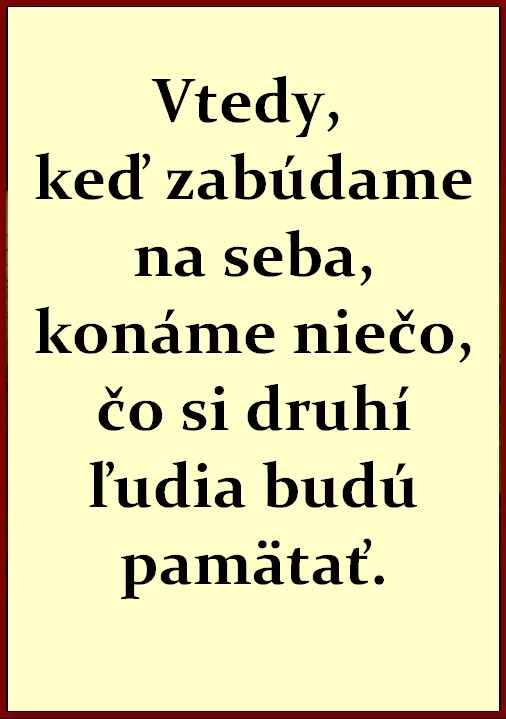 Vtedy,
keď zabúdame
na seba,
konáme niečo,
čo si druhí
ľudia budú
pamätať.